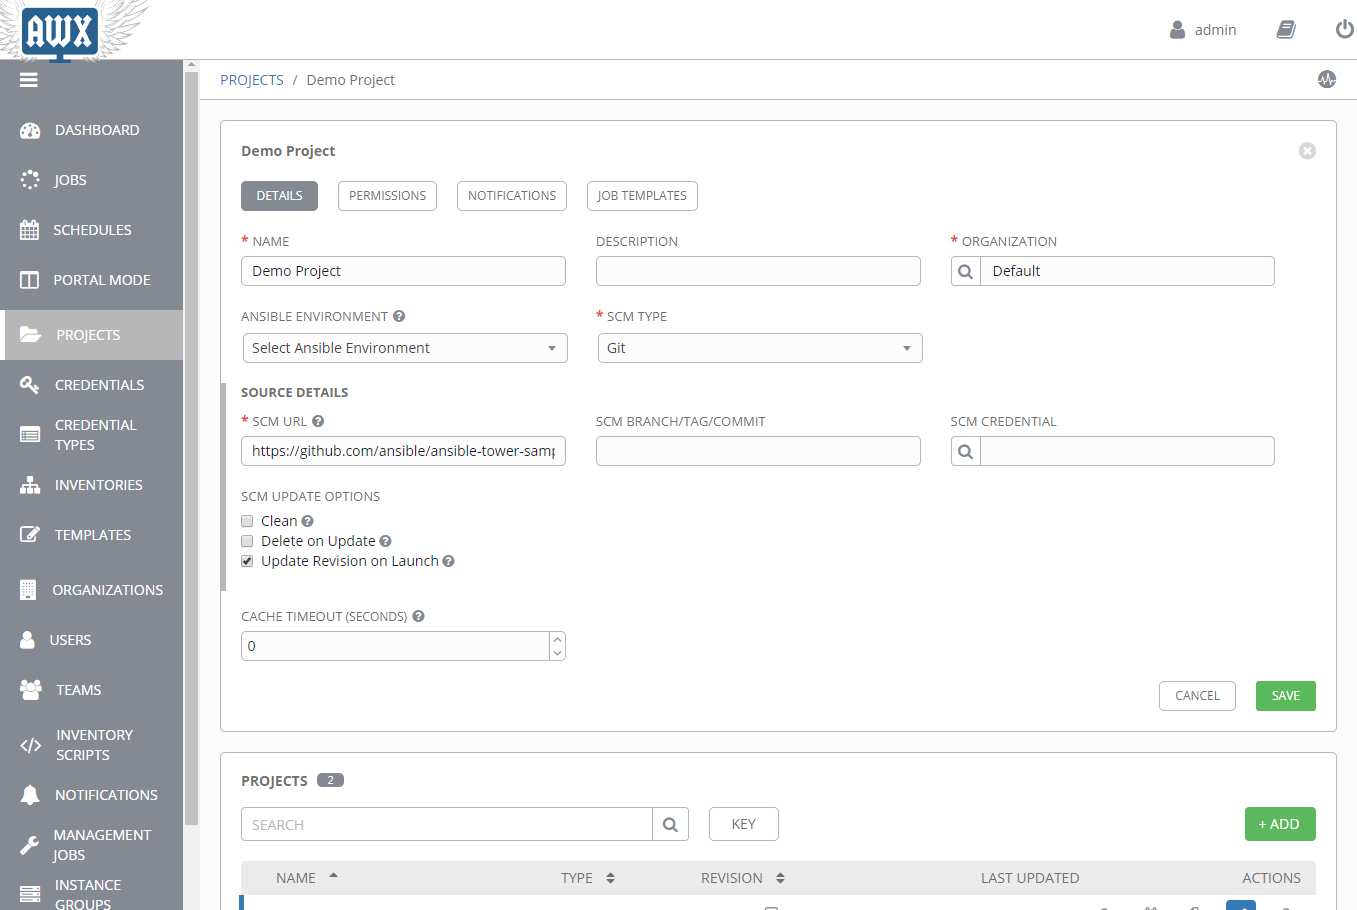 AWX
admin
PROJECTS / Demo Project
DASHBOARD
JOBS
SCHEDULES
PORTAL MODE
PROJECTS
CREDENTIALS
CREDENTIAL
TYPES
INVENTORIES
TEMPLATES
ORGANIZATIONS
USERS
TEAMS
INVENTORY
SCRIPTS
NOTIFICATIONS
MANAGEMENT
JOBS
INSTANCE
GROUPS
Demo Project
DETAILS PERMISSIONS NOTIFICATIONS JOB TEMPLATES
* NAME DESCRIPTION * ORGANIZATION
Demo Project Default
ANSIBLE ENVIRONMENT * SCM TYPE
Select Ansible Environment Git
SOURCE DETAILS
* SCM URL SCM BRANCH/TAG/COMMIT SCM CREDENTIAL
https://github.com/ansible/ansible-tower-samp
SCM UPDATE OPTIONS
Clean
Delete on Update
Update Revision on Launch
CACHE TIMEOUT (SECONDS)
0
CANCEL SAVE
PROJECTS 2
SEARCH KEY + ADD
NAME TYPE REVISION LAST UPDATED ACTIONS